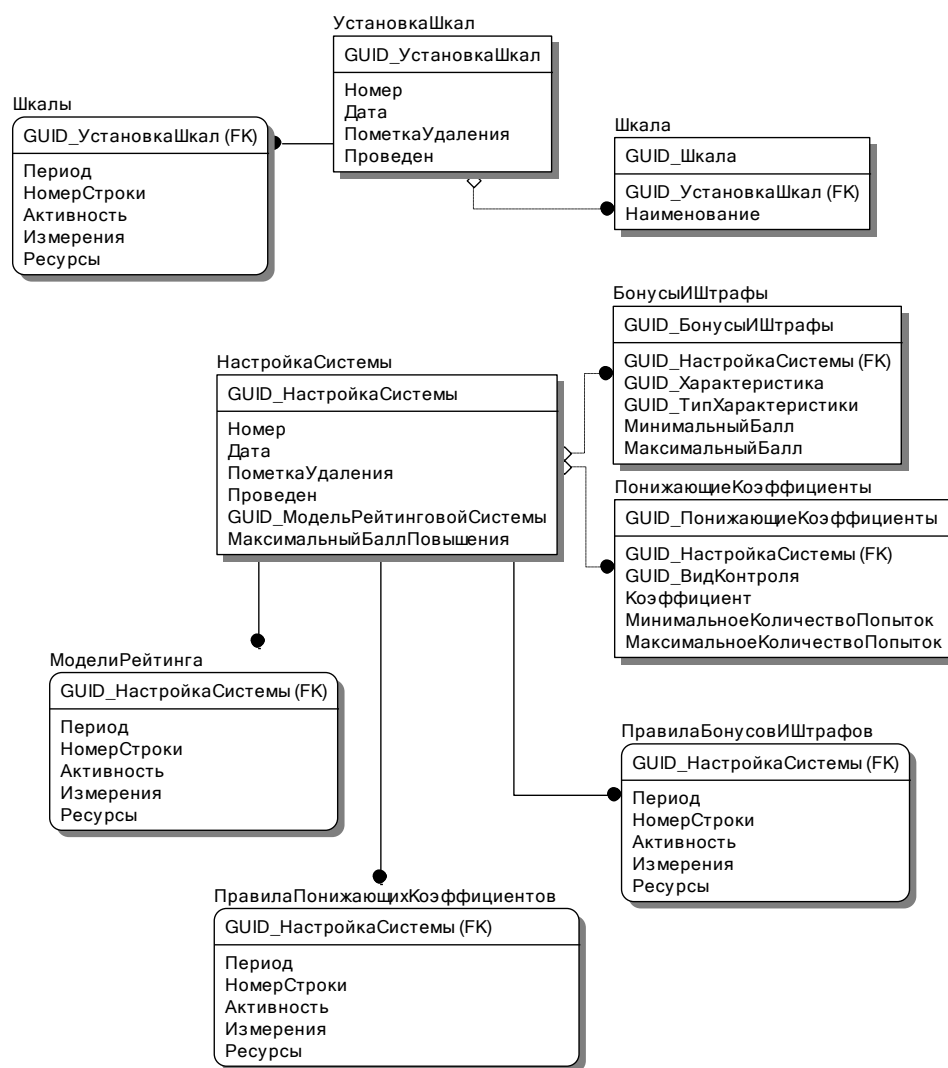 УстановкаШкал
GUID_УстановкаШкал
Номер
Дата
ПометкаУдаления
Проведен
Шкалы
GUID_УстановкаШкал (FK)
Период
НомерСтроки
Активность
Измерения
Ресурсы
Шкала
GUID_Шкала
GUID_УстановкаШкал (FK)
Наименование
БонусыИШтрафы
GUID_БонусыИШтрафы
GUID_НастройкаСистемы (FK)
GUID_Характеристика
GUID_ТипХарактеристики
МинимальныйБалл
МаксимальныйБалл
НастройкаСистемы
GUID_НастройкаСистемы
Номер
Дата
ПометкаУдаления
Проведен
GUID_МодельРейтинговойСистемы
МаксимальныйБаллПовышения
ПонижающиеКоэффициенты
GUID_ПонижающиеКоэффициенты
GUID_НастройкаСистемы (FK)
GUID_ВидКонтроля
Коэффициент
МинимальноеКоличествоПопыток
МаксимальноеКоличествоПопыток
МоделиРейтинга
GUID_НастройкаСистемы (FK)
Период
НомерСтроки
Активность
Измерения
Ресурсы
ПравилаБонусовИШтрафов
GUID_НастройкаСистемы (FK)
Период
НомерСтроки
Активность
Измерения
Ресурсы
ПравилаПонижающихКоэффициентов
GUID_НастройкаСистемы (FK)
Период
НомерСтроки
Активность
Измерения
Ресурсы